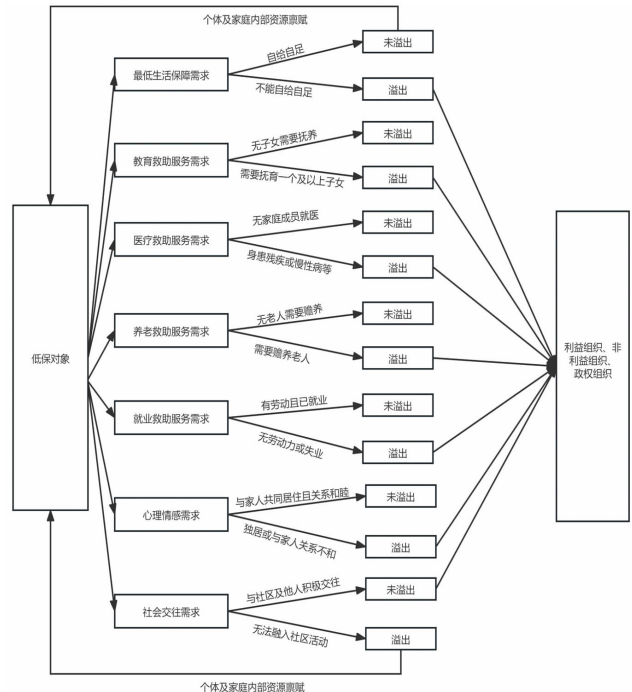 个体及家庭内部资源禀赋
未溢出
自给自足
最低生活保障需求
不能自给自足
溢出
未溢出
无子女需要抚养
教育救助服务需求
需要抚育一个及以上子女
溢出
未溢出
无家庭成员就医
医疗救助服务需求
身患残疾或慢性病等
溢出
未溢出
无老人需要赡养
养老救助服务需求
需要赡养老人
溢出
低保对象
利益组织、非
利益组织、
政权组织
有劳动且已就业
未溢出
就业救助服务需求
无劳动力或失业
溢出
与家人共同居住且关系和睦
未溢出
心理情感需求
独居或与家人关系不和
溢出
与社区及他人积极交往
未溢出
社会交往需求
无法融入社区活动
溢出
个体及家庭内部资源禀赋